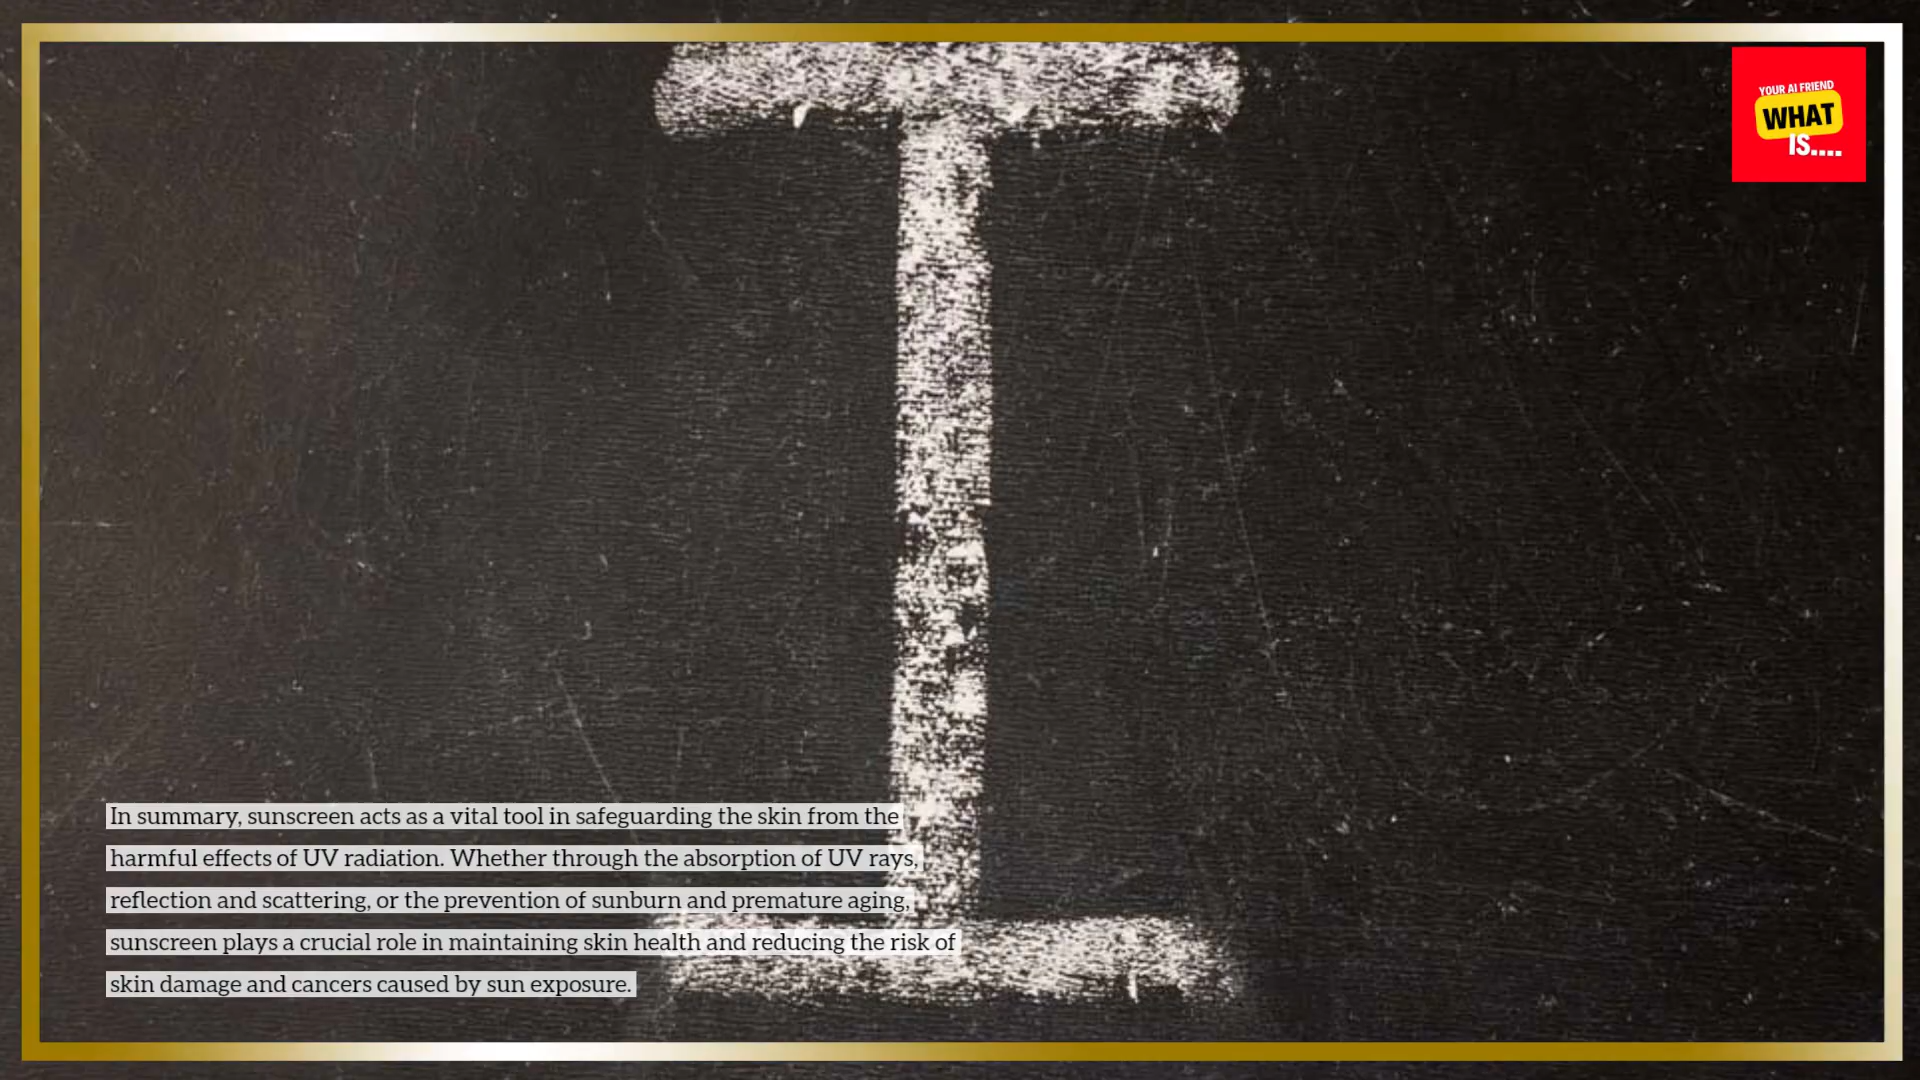 I
YOUR AI FRIEND
WHAT
IS....
In summary, sunscreen acts as a vital tool in safeguarding the skin from the
harmful effects of UV radiation. Whether through the absorption of UV rays,
reflection and scattering, or the prevention of sunburn and premature aging,
sunscreen plays a crucial role in maintaining skin health and reducing the risk of
skin damage and cancers caused by sun exposure.